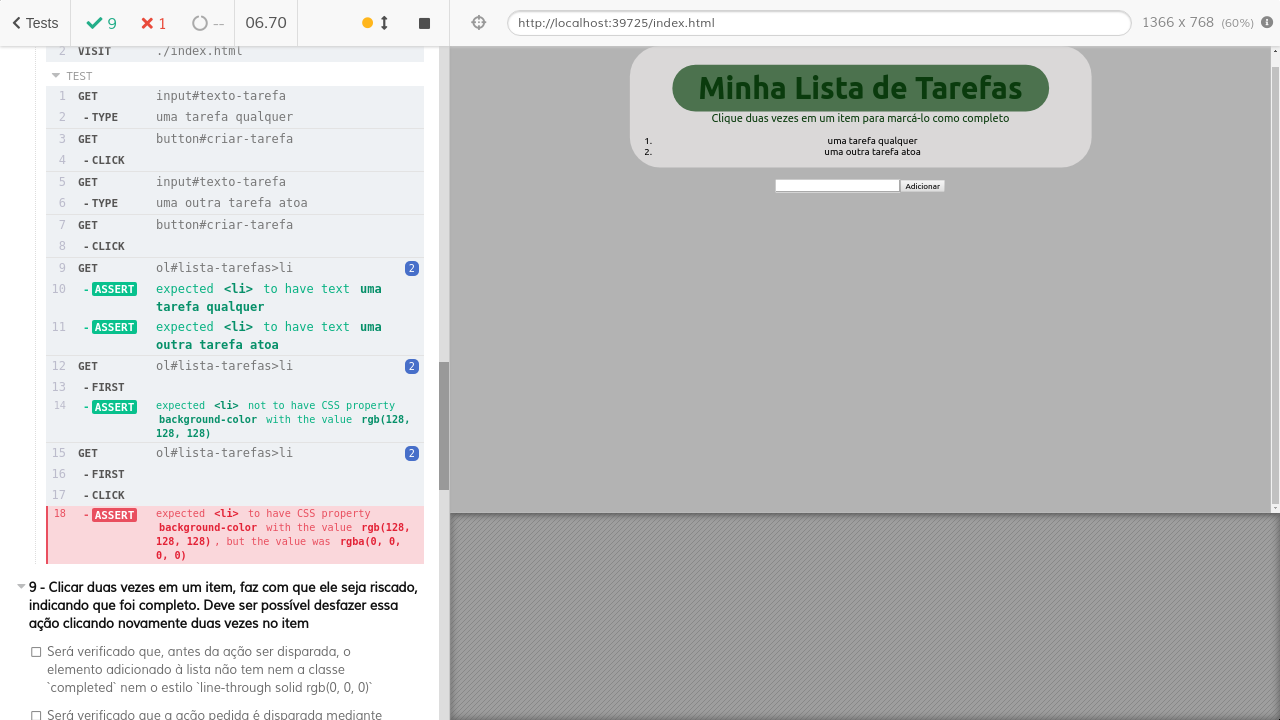 Tests
9
1
--
06.70
http://localhost:39725/index.html
1366 x 768 (60%)
2 VISIT ./index.html
TEST
1 GET input#texto-tarefa
2 -TYPE uma tarefa qualquer
3 GET button#criar-tarefa
4 -CLICK
5 GET input#texto-tarefa
6 -TYPE uma outra tarefa atoa
7 GET button#criar-tarefa
8 -CLICK
9 GET ol#lista-tarefas>li 2
10 -ASSERT expected <li> to have text uma
tarefa qualquer
11 -ASSERT expected <li> to have text uma
outra tarefa atoa
12 GET ol#lista-tarefas>li 2
13 -FIRST
14 -ASSERT expected <li> not to have CSS property
background-color with the value rgb(128,
128, 128)
15 GET ol#lista-tarefas>li 2
16 -FIRST
17 -CLICK
18 -ASSERT expected <li> to have CSS property
background-color with the value rgb(128,
128, 128), but the value was rgba(0, 0,
0, 0)
9 - Clicar duas vezes em um item, faz com que ele seja riscado,
indicando que foi completo. Deve ser possível desfazer essa
ação clicando novamente duas vezes no item
Será verificado que, antes da ação ser disparada, o
elemento adicionado à lista não tem nem a classe
`completed` nem o estilo `line-through solid rgb(0, 0, 0)`
Será verificado que a ação pedida é disparada mediante
Minha Lista de Tarefas
Clique duas vezes em um item para marcá-lo como completo
1. uma tarefa qualquer
2. uma outra tarefa atoa
Adicionar